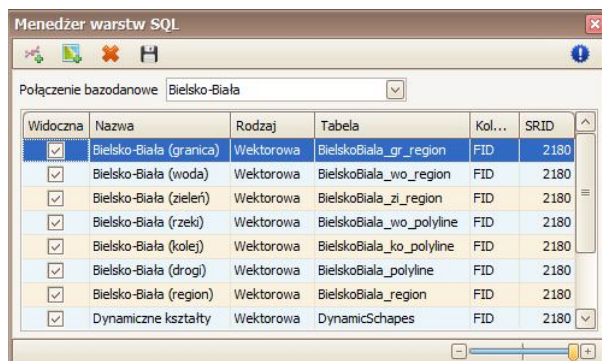 Menedżer warstw SQL
Połączenie bazodanowe Bielsko-Biała
Widoczna Nazwa Rodzaj Tabela Kol... SRID
Bielsko-Biała (granica) Wektorowa BielskoBiala_gr_region FID 2180
Bielsko-Biała (woda) Wektorowa BielskoBiala_wo_region FID 2180
Bielsko-Biała (zieleń) Wektorowa BielskoBiala_zi_region FID 2180
Bielsko-Biała (rzeki) Wektorowa BielskoBiala_wo_polyline FID 2180
Bielsko-Biała (kolej) Wektorowa BielskoBiala_ko_polyline FID 2180
Bielsko-Biała (drogi) Wektorowa BielskoBiala_polyline FID 2180
Bielsko-Biała (region) Wektorowa BielskoBiala_region FID 2180
Dynamiczne kształty Wektorowa DynamicSchapes FID 2180